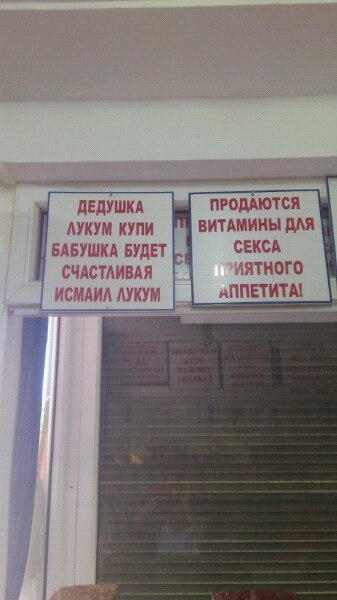 ДЕДУШКА
ЛУКУМ КУПИ
БАБУШКА БУДЕТ
СЧАСТЛИВАЯ
ИСМАИЛ ЛУКУМ
ПРОДАЮТСЯ
ВИТАМИНЫ ДЛЯ
СЕКСА
ПРИЯТНОГО
АППЕТИТА!